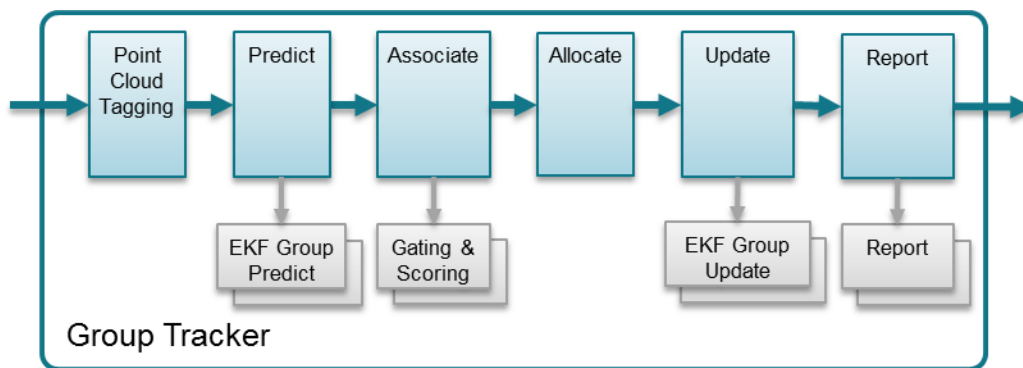 Point
Cloud
Tagging
Predict
Associate
Allocate
Update
Report
EKF Group
Predict
Gating &
Scoring
EKF Group
Update
Report
Group Tracker